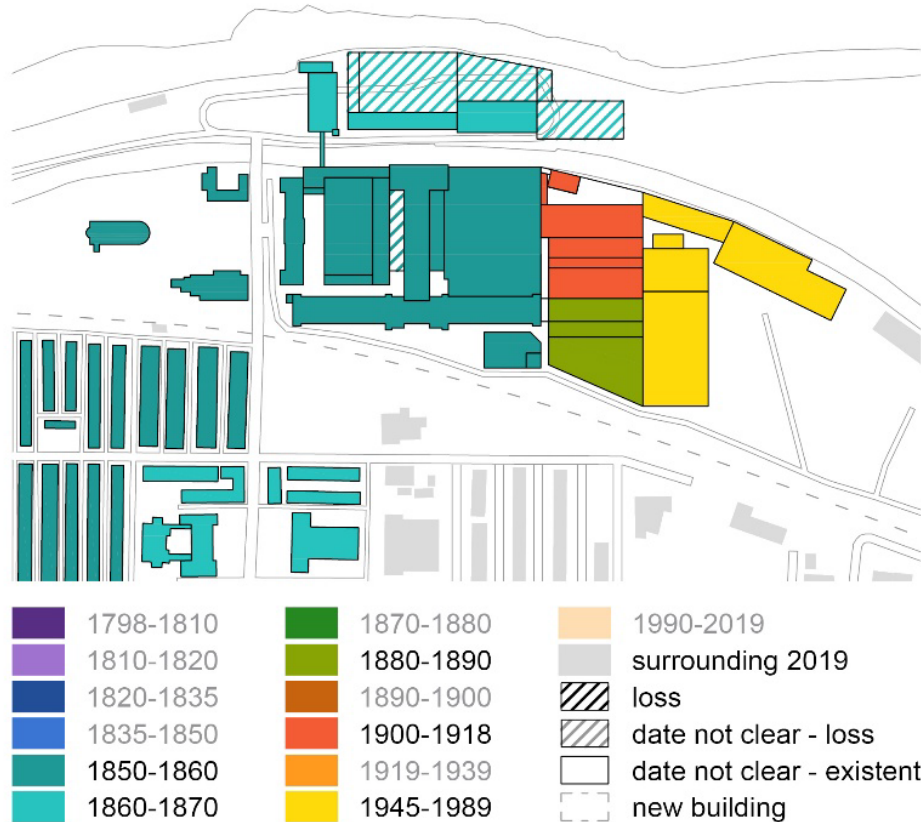 1798-1810
1810-1820
1820-1835
1835-1850
1850-1860
1860-1870
1870-1880
1880-1890
1890-1900
1900-1918
1919-1939
1945-1989
1990-2019
surrounding 2019
loss
date not clear - loss
date not clear - existent
new building